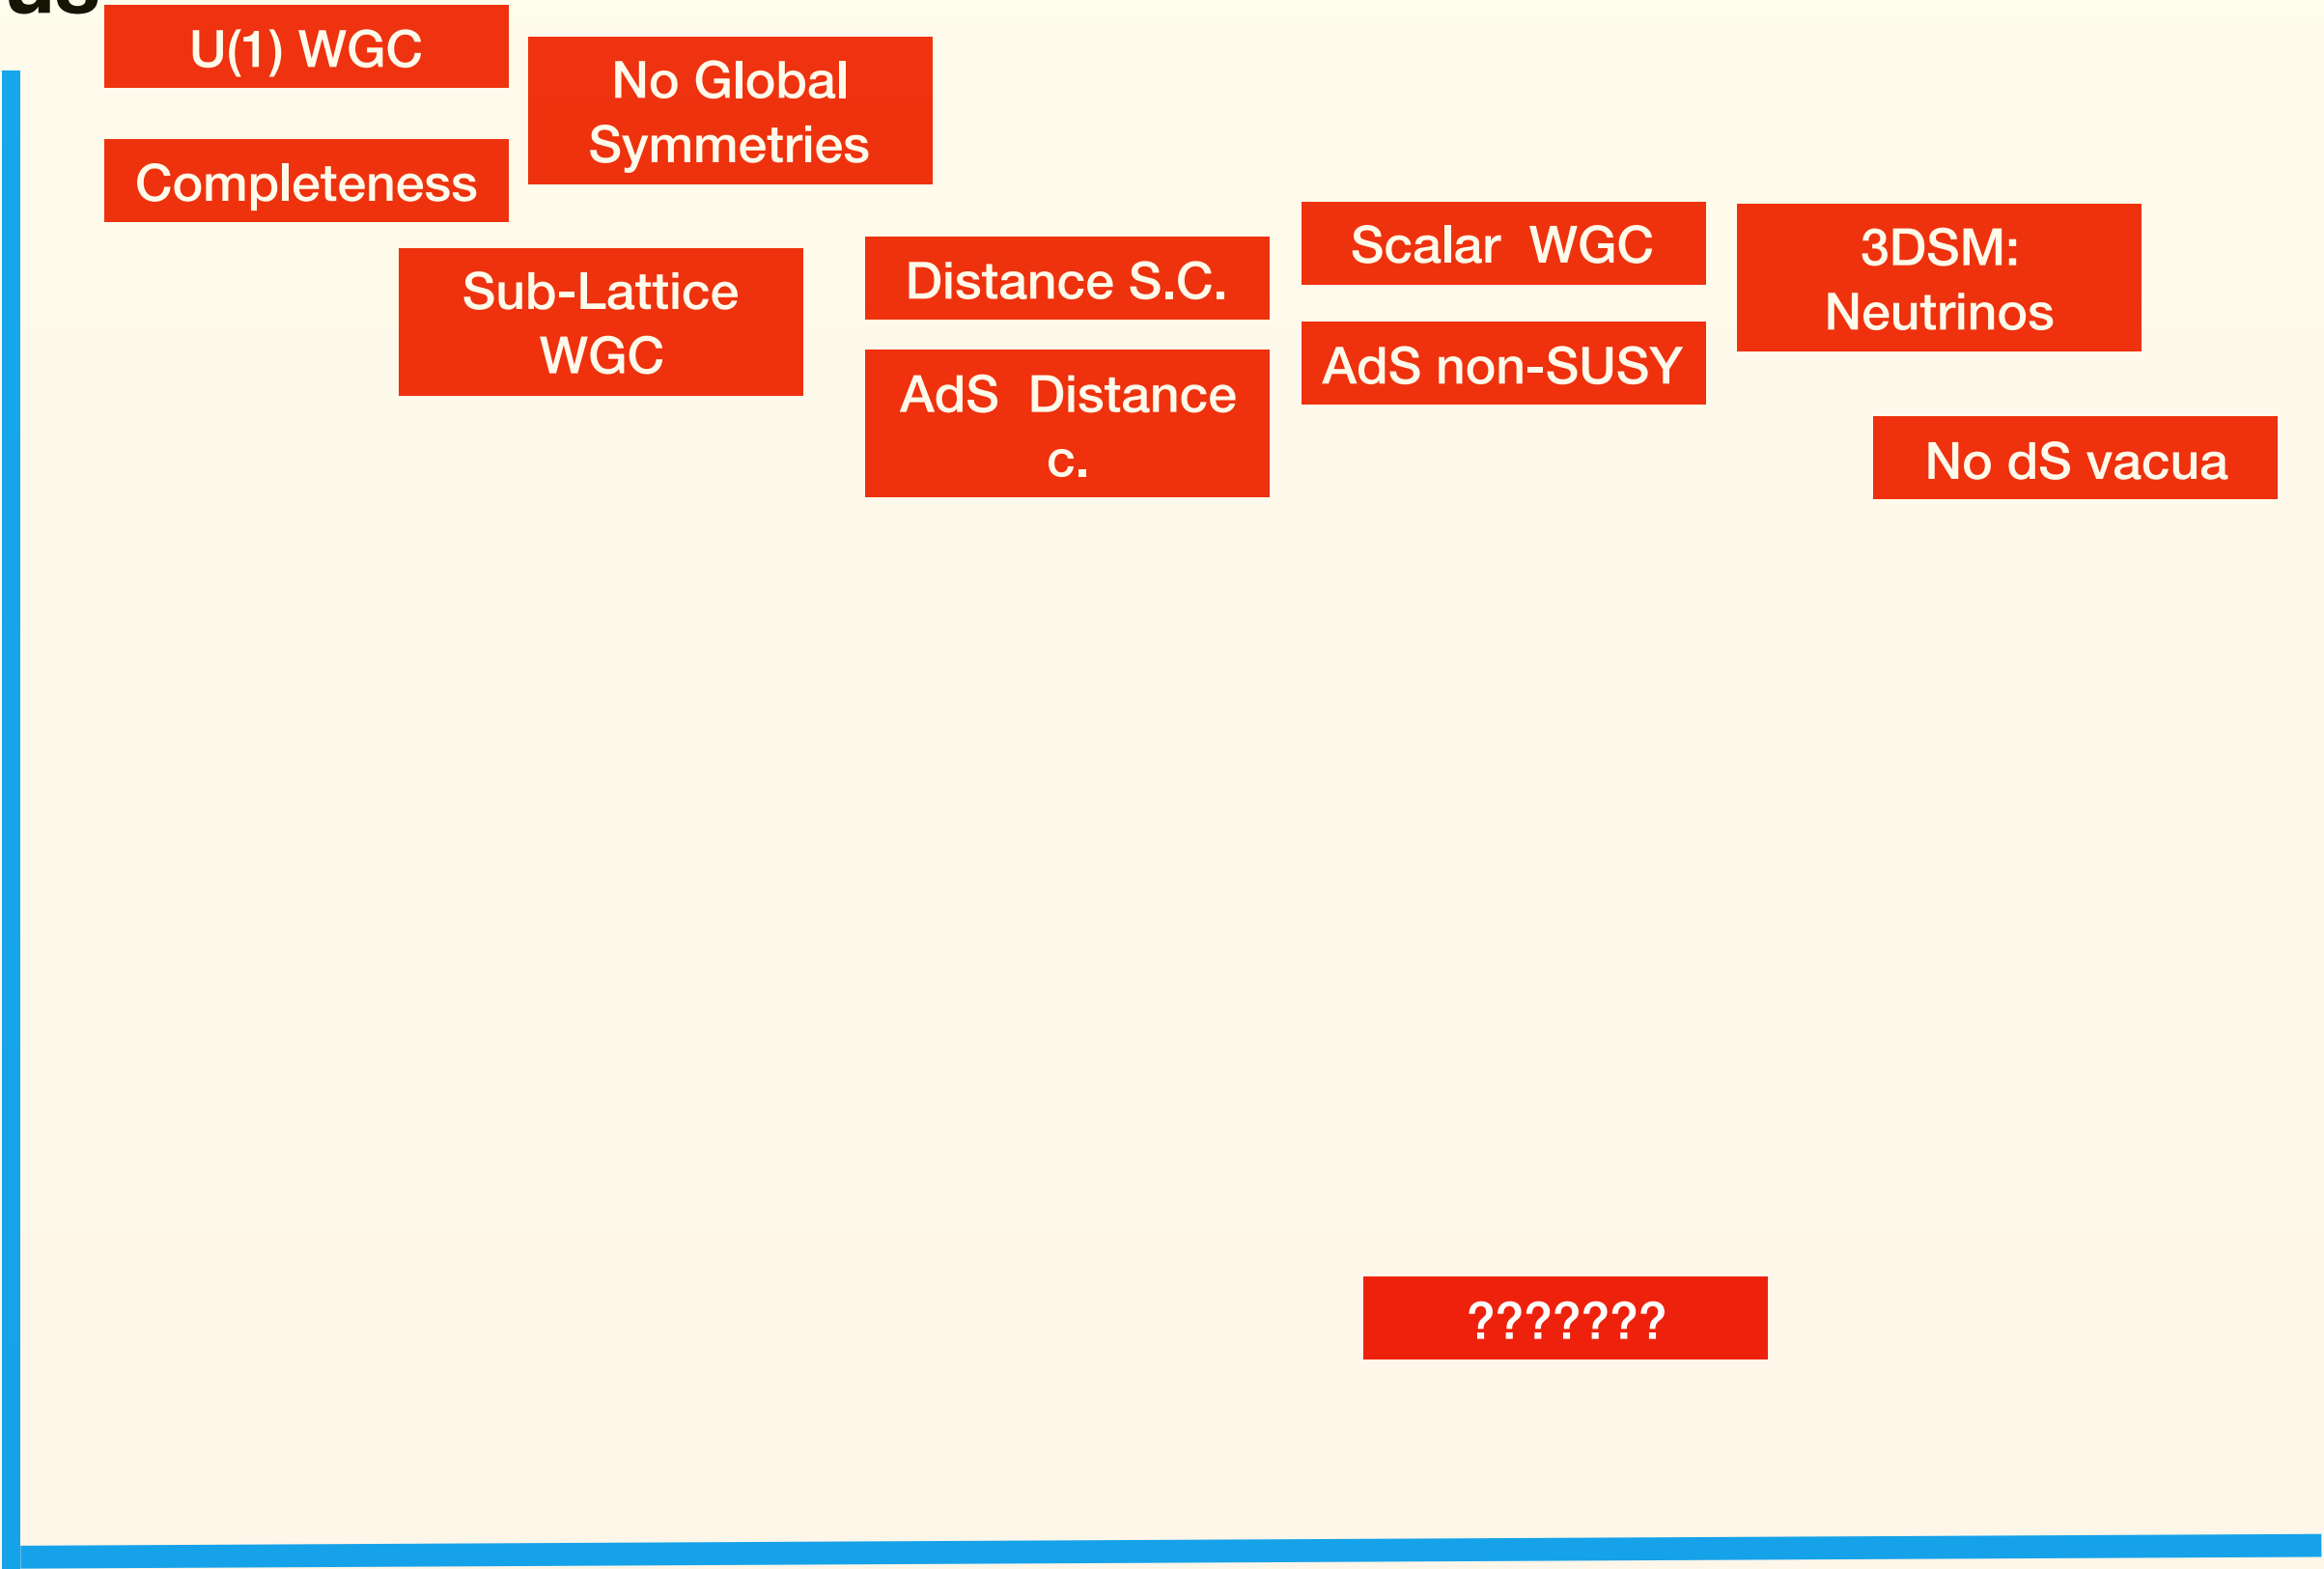 U(1) WGC
No Global
Symmetries
Completeness
Sub-Lattice
WGC
Distance S.C.
AdS Distance
c.
Scalar WGC
AdS non-SUSY
3DSM:
Neutrinos
No dS vacua
???????